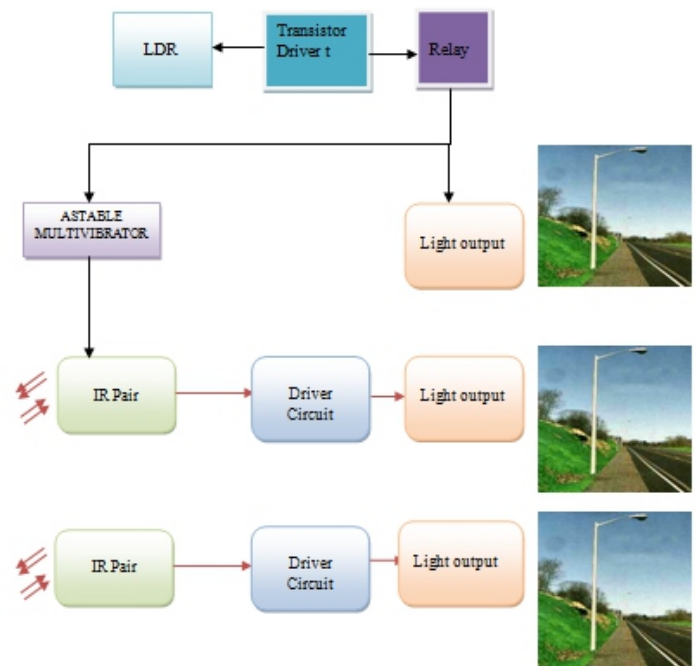 LDR
Transistor
Driver t
Relay
ASTABLE
MULTIVIBRATOR
Light output
IR Pair
Driver
Circuit
Light output
IR Pair
Driver
Circuit
Light output